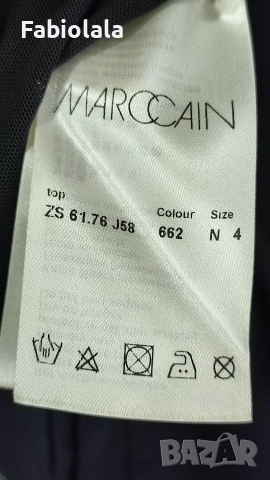 Fabiolala
MARCCAIN
top
ZS 61.76 J58 Colour 662 Size N 4
BAZAR